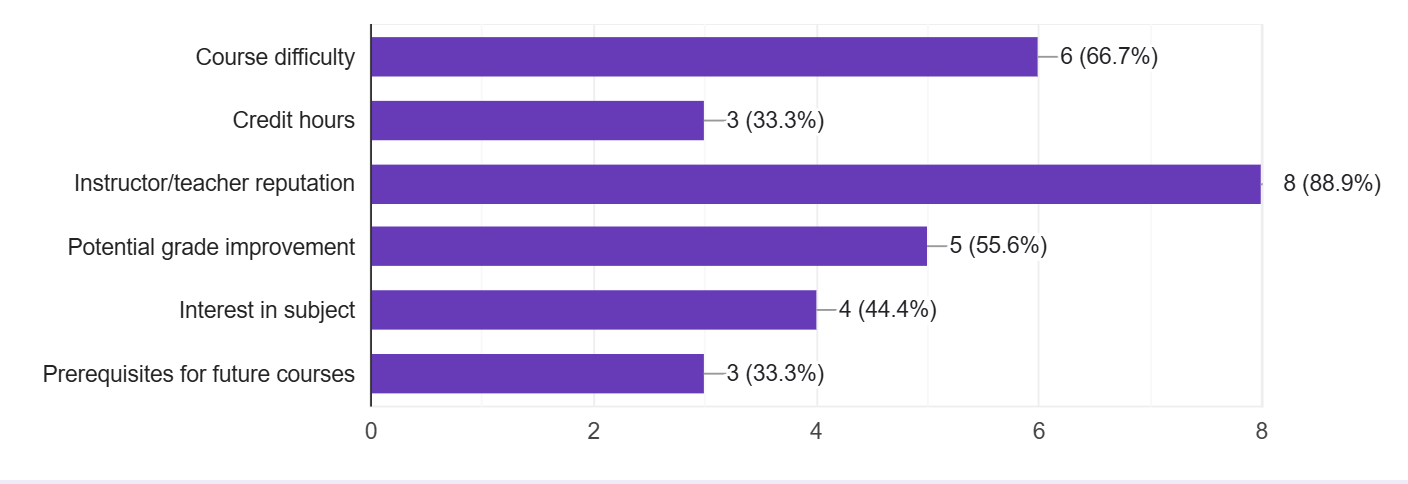 Course difficulty 6 (66.7%)
Credit hours 3 (33.3%)
Instructor/teacher reputation 8 (88.9%)
Potential grade improvement 5 (55.6%)
Interest in subject 4 (44.4%)
Prerequisites for future courses 3 (33.3%)
0 2 4 6 8